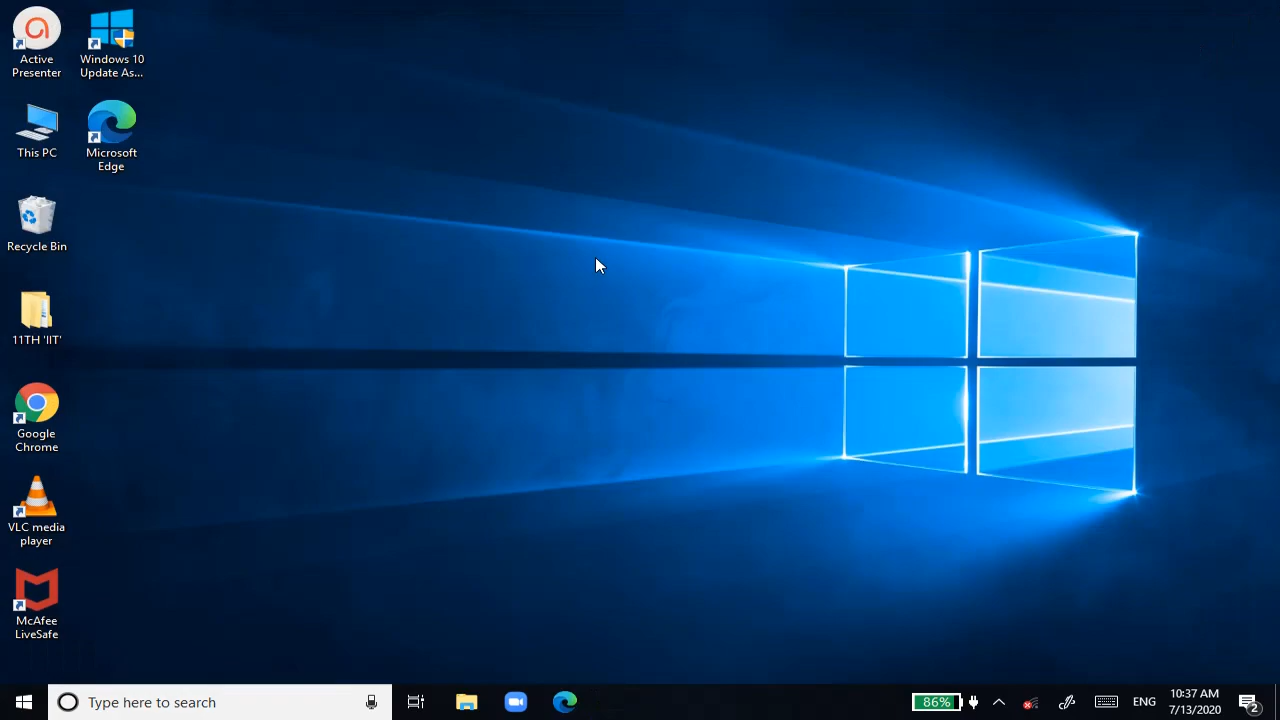 Active
Presenter
Windows 10
Update As...
This PC
Microsoft
Edge
Recycle Bin
11TH 'IIT'
Google
Chrome
VLC media
player
McAfee
LiveSafe
Type here to search
86%
ENG
10:37 AM
7/13/2020
2